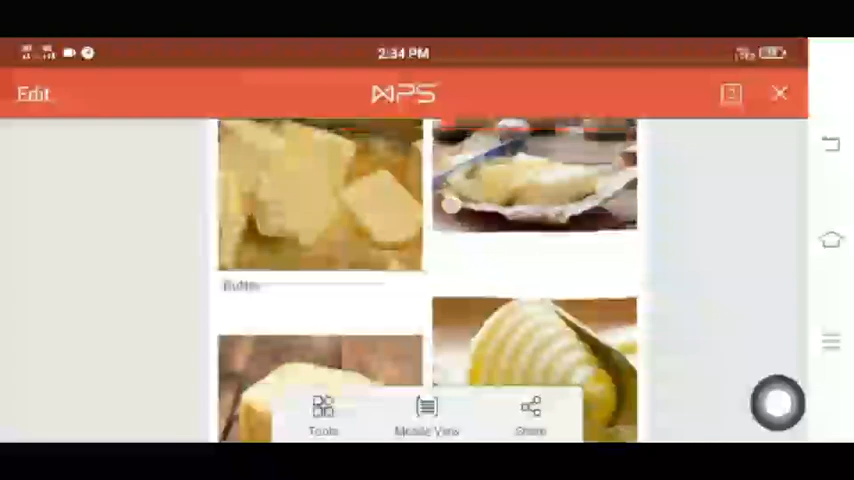 2:34 PM
Edit
WPS
Butter
Tools
Mobile View
Share